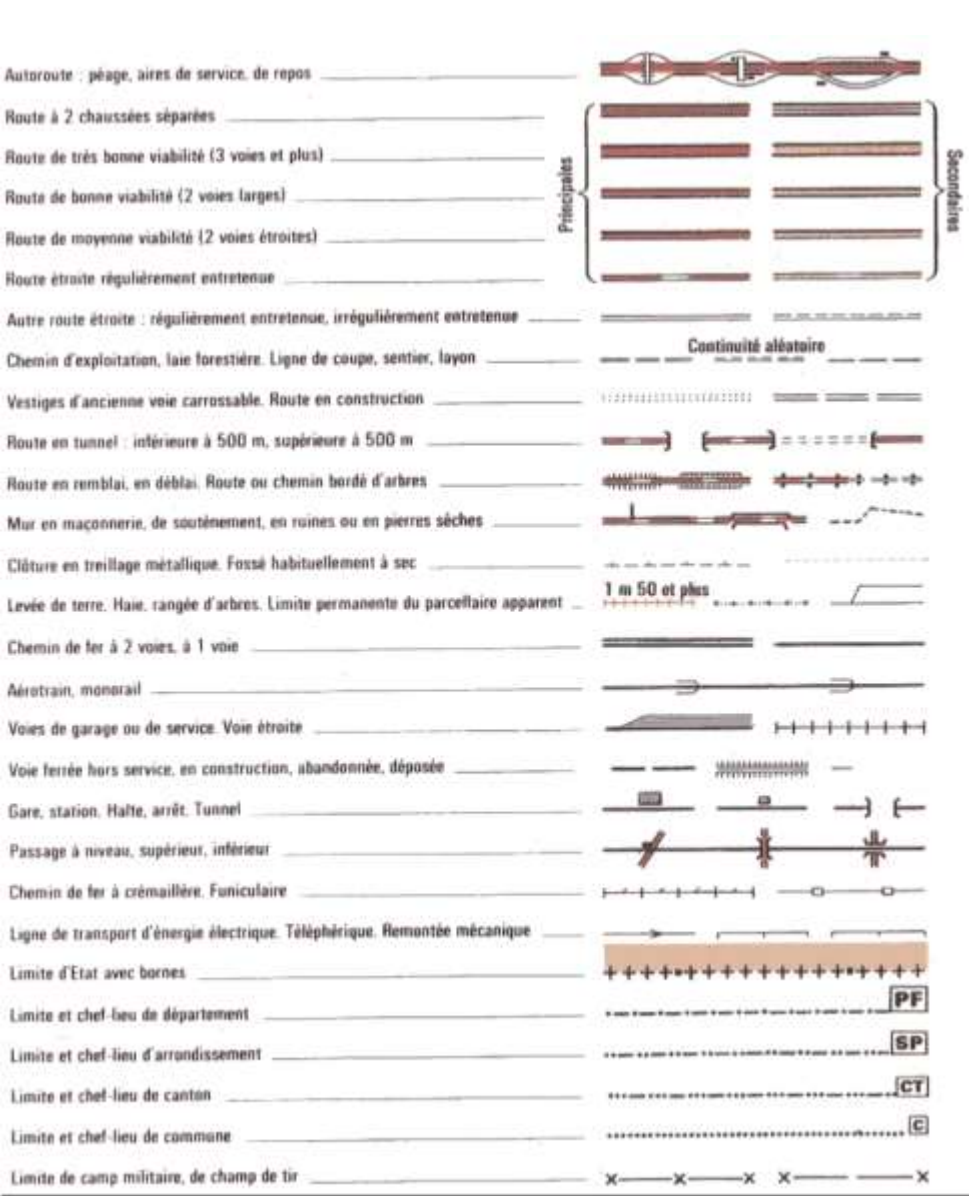 Autoroute : péage, aires de service, de repos
Route à 2 chaussées séparées
Route de très bonne viabilité (3 voies et plus)
Route de bonne viabilité (2 voies larges)
Route de moyenne viabilité (2 voies étroites)
Route étroite régulièrement entretenue
Principales
Secondaires
Autre route étroite : régulièrement entretenue, irrégulièrement entretenue
Chemin d'exploitation, laie forestière. Ligne de coupe, sentier, layon
Continuité aléatoire
Vestiges d'ancienne voie carrossable. Route en construction
Route en tunnel : inférieure à 500 m, supérieure à 500 m
Route en remblai, en déblai. Route ou chemin bordé d'arbres
Mur en maçonnerie, de soutènement, en ruines ou en pierres sèches
Clôture en treillage métallique. Fossé habituellement à sec
Levée de terre. Haie, rangée d'arbres. Limite permanente du parcellaire apparent
1 m 50 et plus
Chemin de fer à 2 voies, à 1 voie
Aérotrain, monorail
Voies de garage ou de service. Voie étroite
Voie ferrée hors service, en construction, abandonnée, déposée
Gare, station. Halte, arrêt. Tunnel
Passage à niveau, supérieur, inférieur
Chemin de fer à crémaillère. Funiculaire
Ligne de transport d'énergie électrique. Téléphérique. Remontée mécanique
Limite d'Etat avec bornes
Limite et chef-lieu de département
PF
Limite et chef-lieu d'arrondissement
SP
Limite et chef-lieu de canton
CT
Limite et chef-lieu de commune
C
Limite de camp militaire, de champ de tir